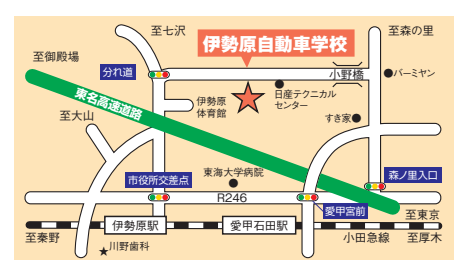 至七沢
至森の里
伊勢原自動車学校
至御殿場
分れ道
小野橋
バーミヤン
東名高速道路
伊勢原
体育館
日産テクニカル
センター
至大山
すき家
市役所交差点
東海大学病院
森ノ里入口
R246
愛甲宮前
至東京
伊勢原駅
愛甲石田駅
至秦野
小田急線
至厚木
川野歯科